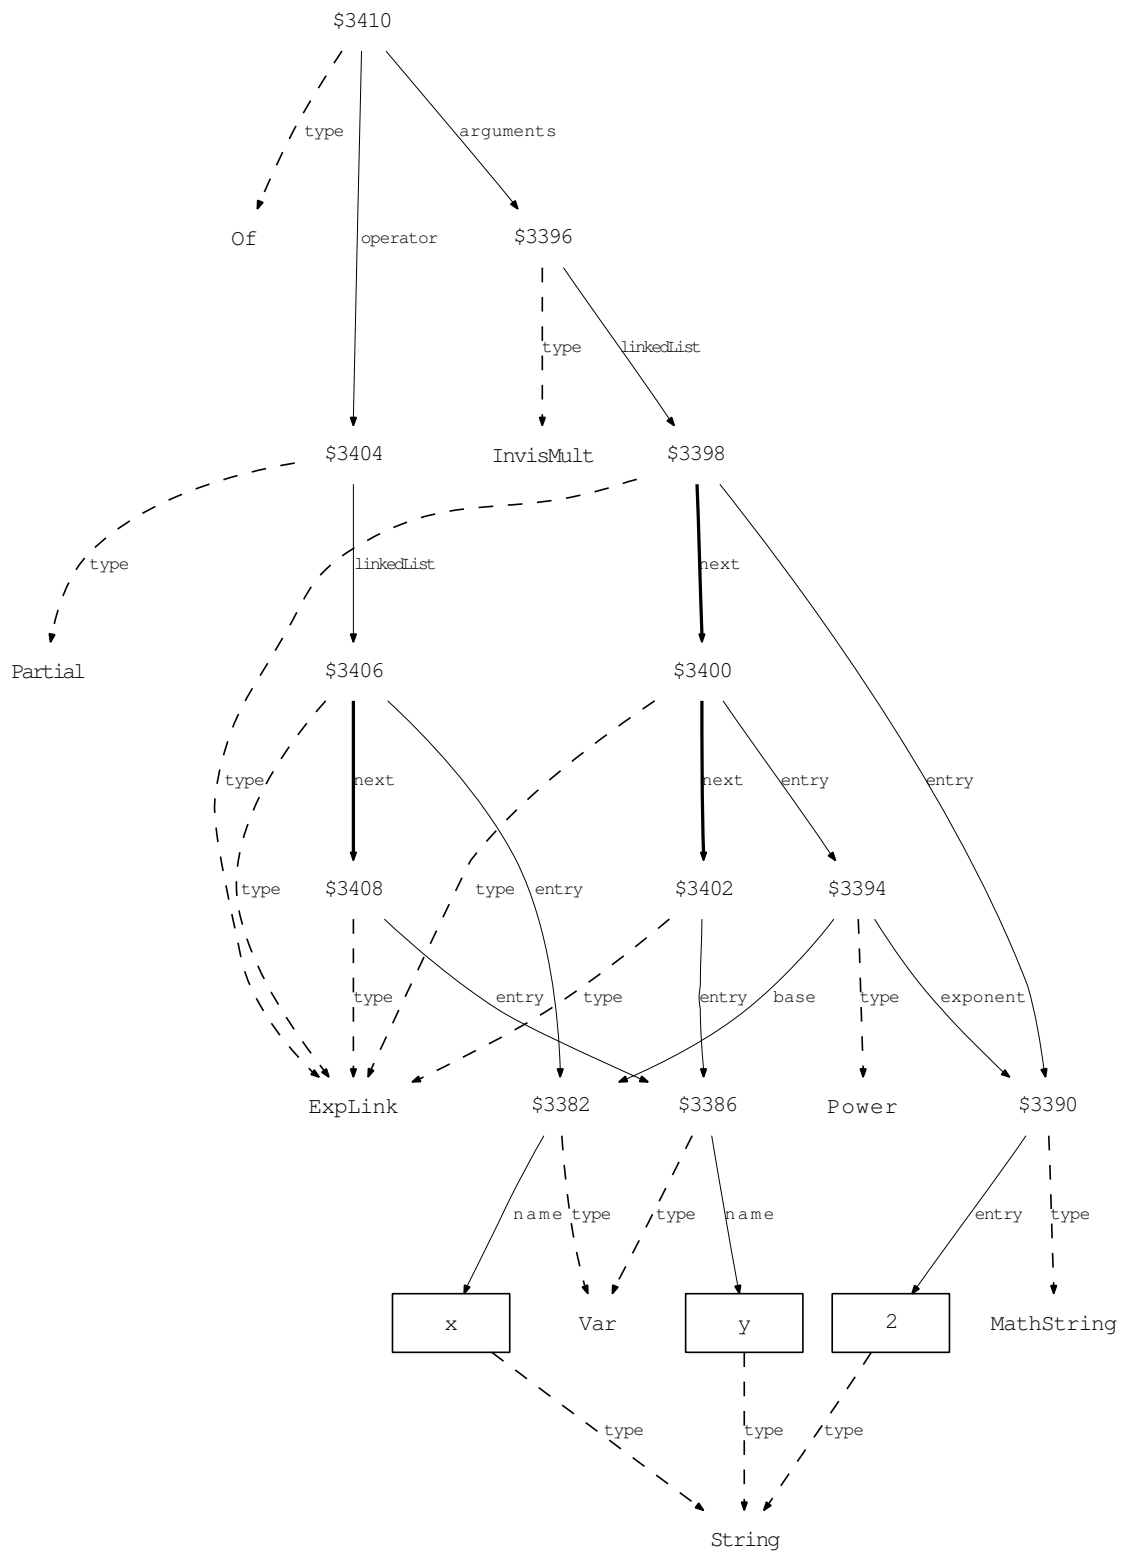 $3410
type
arguments
Of
operator
$3396
type
linkedList
$3404
InvisMult
$3398
type
linkedList
next
Partial
$3406
$3400
type
next
next
entry
entry
type
$3408
type
entry
$3402
$3394
type
entry
type
entry
base
type
exponent
ExpLink
$3382
$3386
Power
$3390
name
type
type
name
entry
type
x
Var
y
2
MathString
type
type
type
String